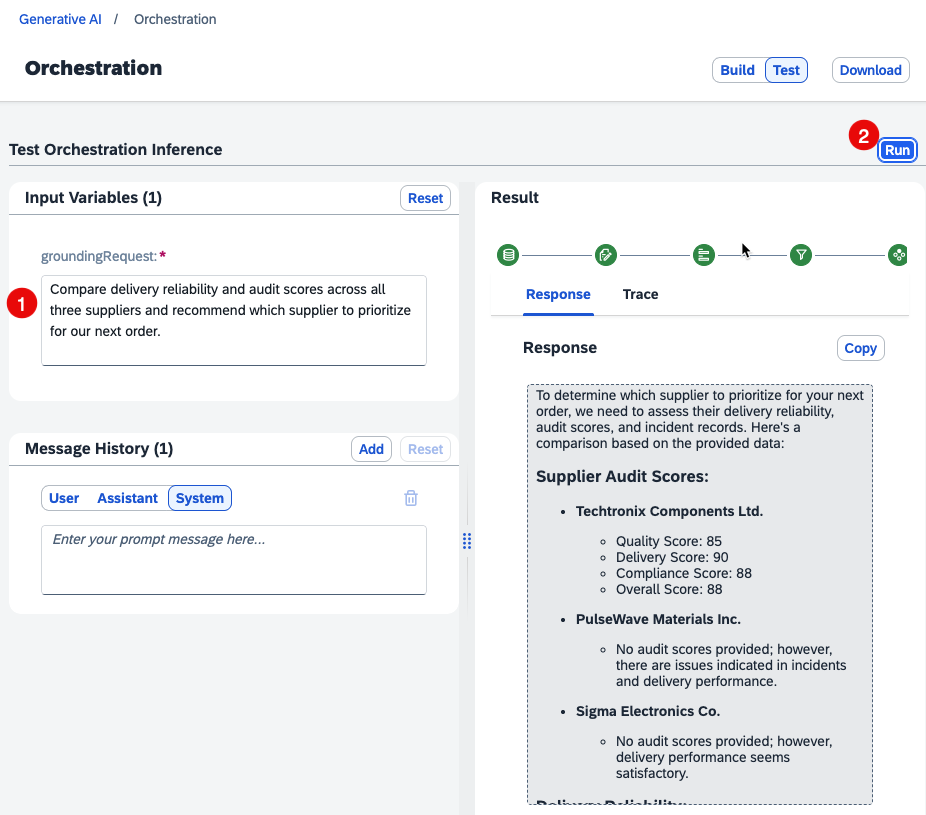 Generative AI / Orchestration
Orchestration
Build Test Download
Test Orchestration Inference
2
Run
Input Variables (1)
Reset
groundingRequest:*
1
Compare delivery reliability and audit scores across all
three suppliers and recommend which supplier to prioritize
for our next order.
Message History (1)
Add Reset
User Assistant System
Enter your prompt message here...
Result
Response Trace
Response
Copy
To determine which supplier to prioritize for your next
order, we need to assess their delivery reliability,
audit scores, and incident records. Here's a
comparison based on the provided data:
Supplier Audit Scores:
• Techtronix Components Ltd.
◦ Quality Score: 85
◦ Delivery Score: 90
◦ Compliance Score: 88
◦ Overall Score: 88
• PulseWave Materials Inc.
◦ No audit scores provided; however,
there are issues indicated in incidents
and delivery performance.
• Sigma Electronics Co.
◦ No audit scores provided; however,
delivery performance seems
satisfactory.
Delivery Reliability: